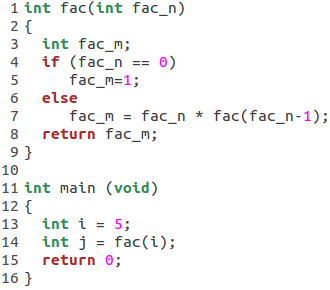 1 int fac(int fac_n)
2 {
3   int fac_m;
4   if (fac_n == 0)
5      fac_m=1;
6   else
7      fac_m = fac_n * fac(fac_n-1);
8   return fac_m;
9 }
10
11 int main (void)
12 {
13   int i = 5;
14   int j = fac(i);
15   return 0;
16 }